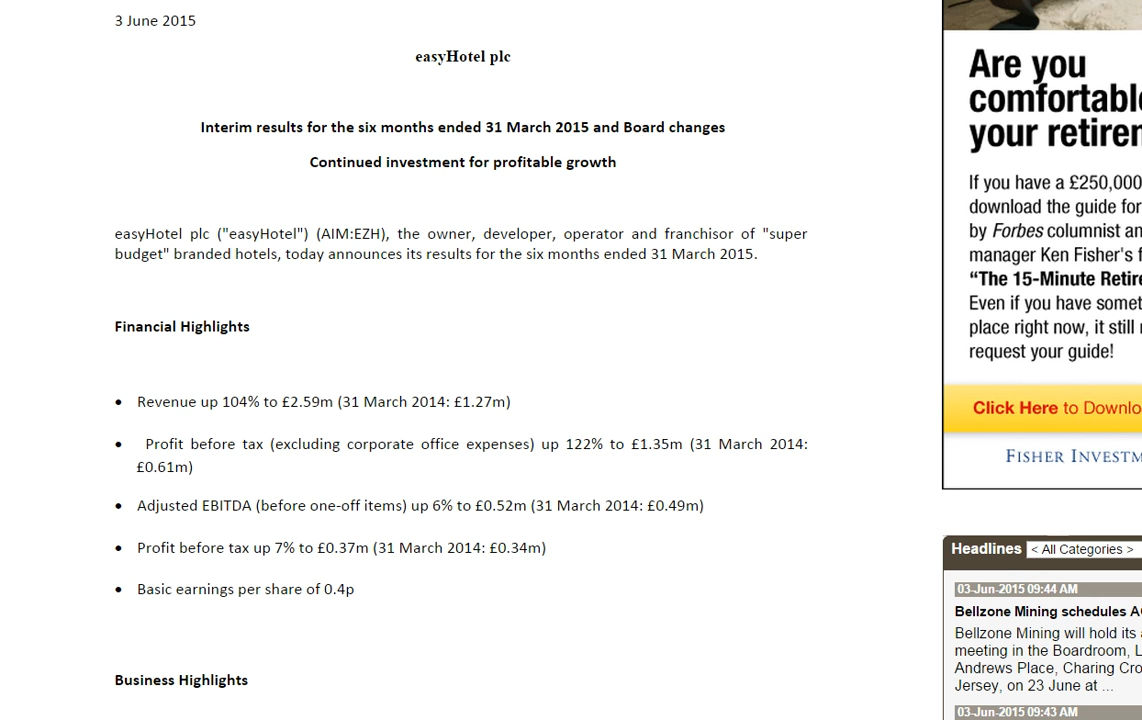 3 June 2015
easyHotel plc
Interim results for the six months ended 31 March 2015 and Board changes
Continued investment for profitable growth
easyHotel plc ("easyHotel") (AIM:EZH), the owner, developer, operator and franchisor of "super
budget" branded hotels, today announces its results for the six months ended 31 March 2015.
Financial Highlights
• Revenue up 104% to £2.59m (31 March 2014: £1.27m)
• Profit before tax (excluding corporate office expenses) up 122% to £1.35m (31 March 2014:
£0.61m)
• Adjusted EBITDA (before one-off items) up 6% to £0.52m (31 March 2014: £0.49m)
• Profit before tax up 7% to £0.37m (31 March 2014: £0.34m)
• Basic earnings per share of 0.4p
Business Highlights
Are you
comfortabl
your retire
If you have a £250,000
download the guide for
by Forbes columnist an
manager Ken Fisher's f
“The 15-Minute Retire
Even if you have somet
place right now, it still
request your guide!
Click Here to Downlo
FISHER INVESTM
Headlines < All Categories >
03-Jun-2015 09:44 AM
Bellzone Mining schedules A
Bellzone Mining will hold its
meeting in the Boardroom, L
Andrews Place, Charing Cro
Jersey, on 23 June at ...
03-Jun-2015 09:43 AM